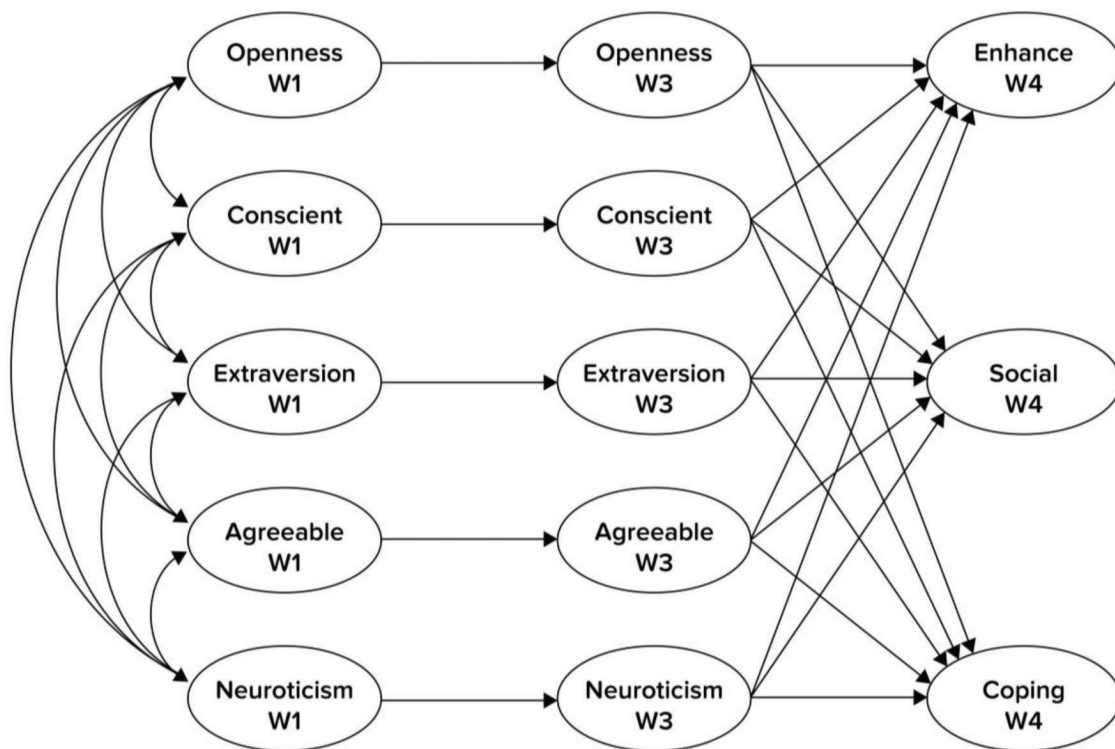 Openness
W1
Openness
W3
Enhance
W4
Conscient
W1
Conscient
W3
Extraversion
W1
Extraversion
W3
Social
W4
Agreeable
W1
Agreeable
W3
Neuroticism
W1
Neuroticism
W3
Coping
W4